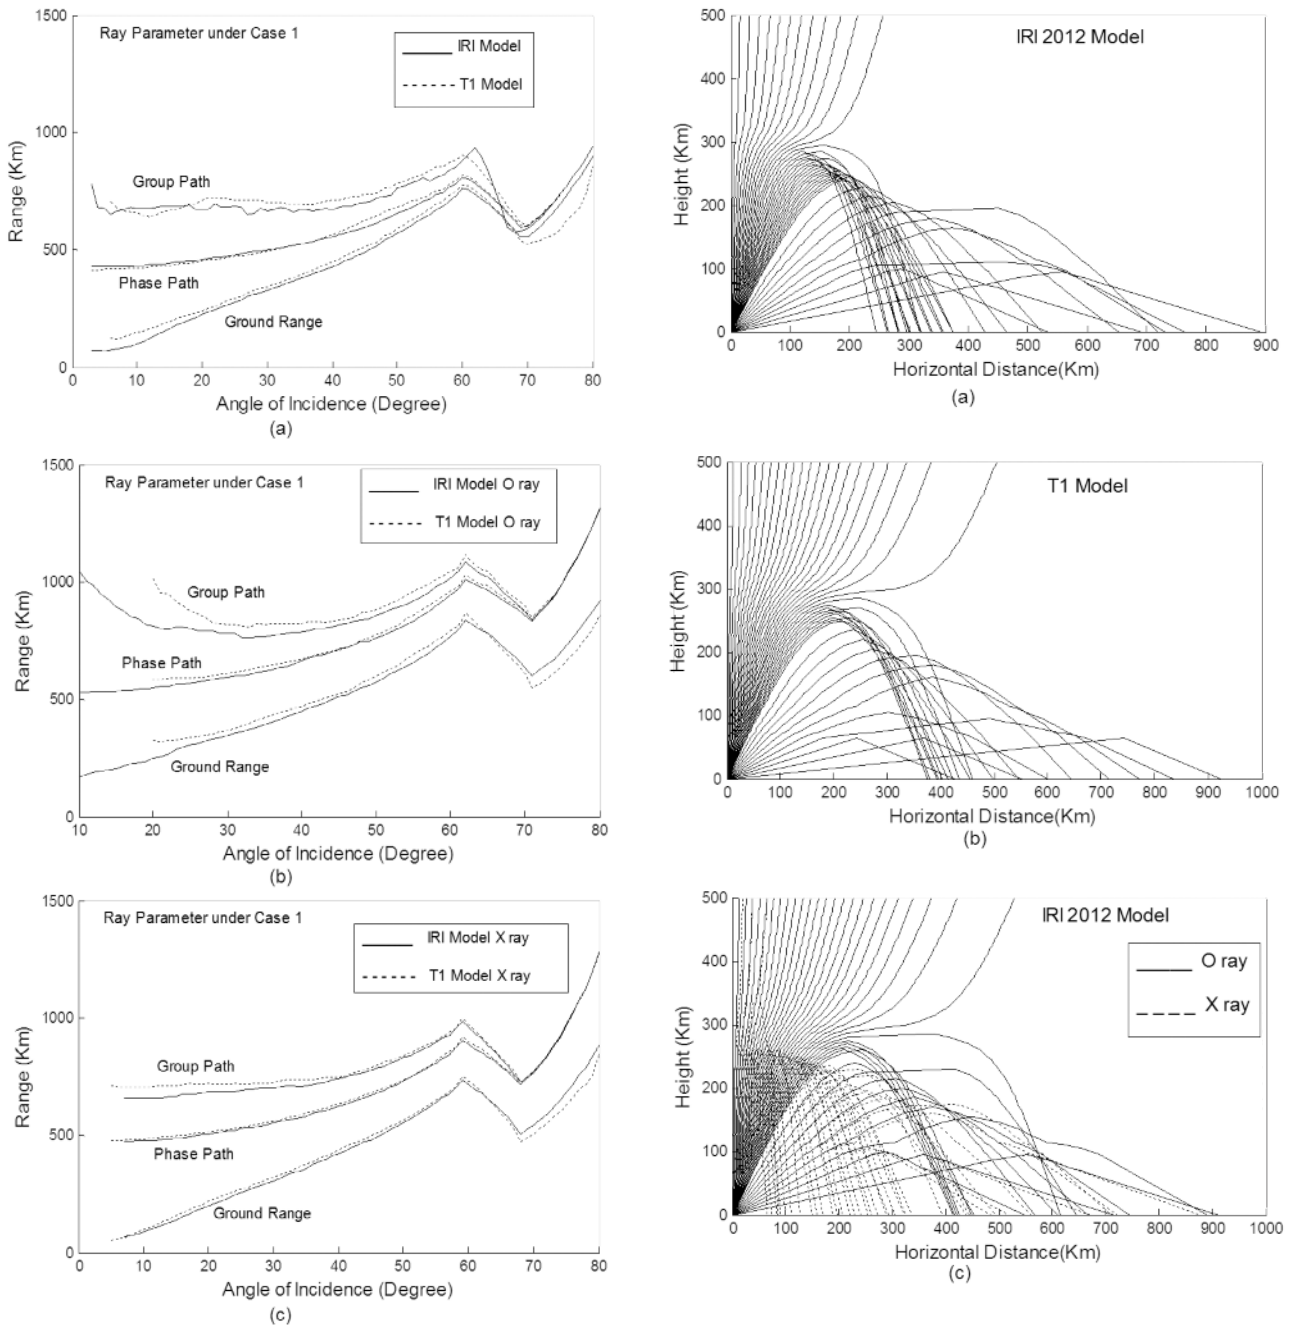 Ray Parameter under Case 1
IRI Model
T1 Model
Range (Km)
1500
1000
500
0
Group Path
Phase Path
Ground Range
0 10 20 30 40 50 60 70 80
Angle of Incidence (Degree)
(a)
IRI 2012 Model
Height (Km)
500
400
300
200
100
0
0 100 200 300 400 500 600 700 800 900
Horizontal Distance(Km)
(a)
Ray Parameter under Case 1
IRI Model O ray
T1 Model O ray
Range (Km)
1500
1000
500
0
Group Path
Phase Path
Ground Range
10 20 30 40 50 60 70 80
Angle of Incidence (Degree)
(b)
T1 Model
Height (Km)
500
400
300
200
100
0
0 100 200 300 400 500 600 700 800 900 1000
Horizontal Distance(Km)
(b)
Ray Parameter under Case 1
IRI Model X ray
T1 Model X ray
Range (Km)
1500
1000
500
0
Group Path
Phase Path
Ground Range
0 10 20 30 40 50 60 70 80
Angle of Incidence (Degree)
(c)
IRI 2012 Model
O ray
X ray
Height (Km)
500
400
300
200
100
0
0 100 200 300 400 500 600 700 800 900 1000
Horizontal Distance(Km)
(c)